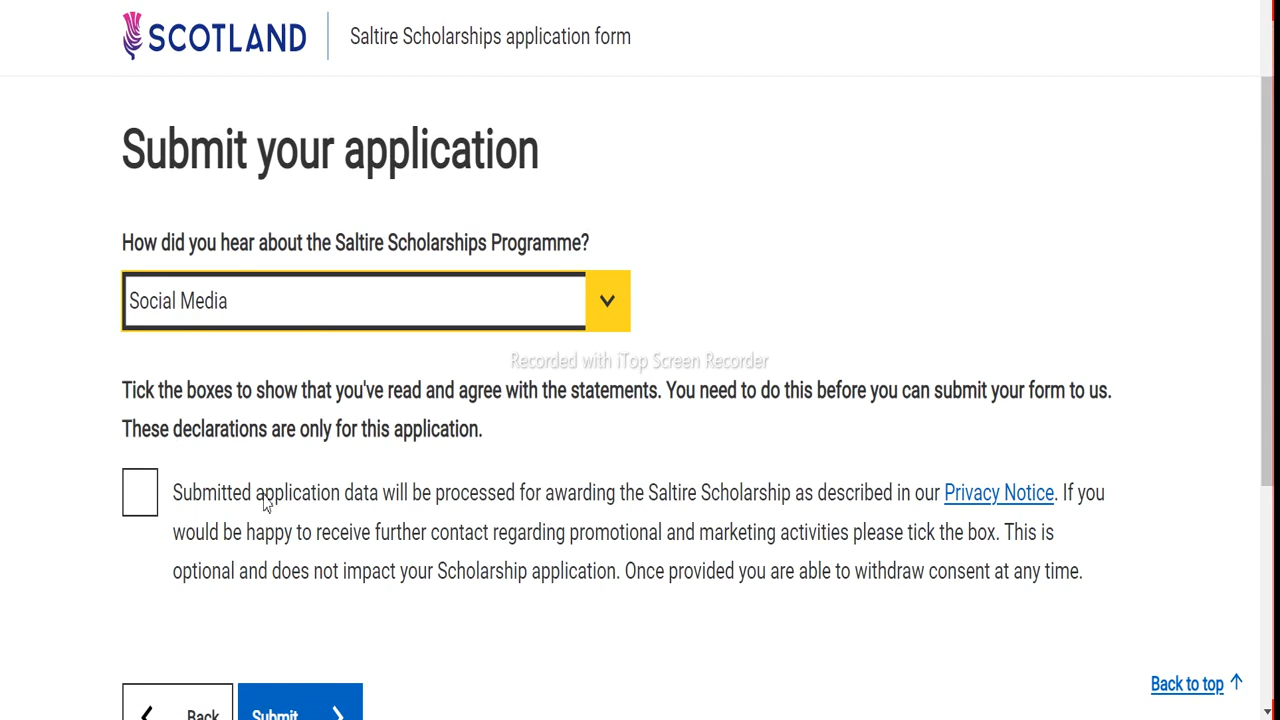 SCOTLAND
Saltire Scholarships application form
Submit your application
How did you hear about the Saltire Scholarships Programme?
Social Media
Recorded with iTop Screen Recorder
Tick the boxes to show that you've read and agree with the statements. You need to do this before you can submit your form to us.
These declarations are only for this application.
Submitted application data will be processed for awarding the Saltire Scholarship as described in our Privacy Notice. If you
would be happy to receive further contact regarding promotional and marketing activities please tick the box. This is
optional and does not impact your Scholarship application. Once provided you are able to withdraw consent at any time.
Back to top
Back
Submit